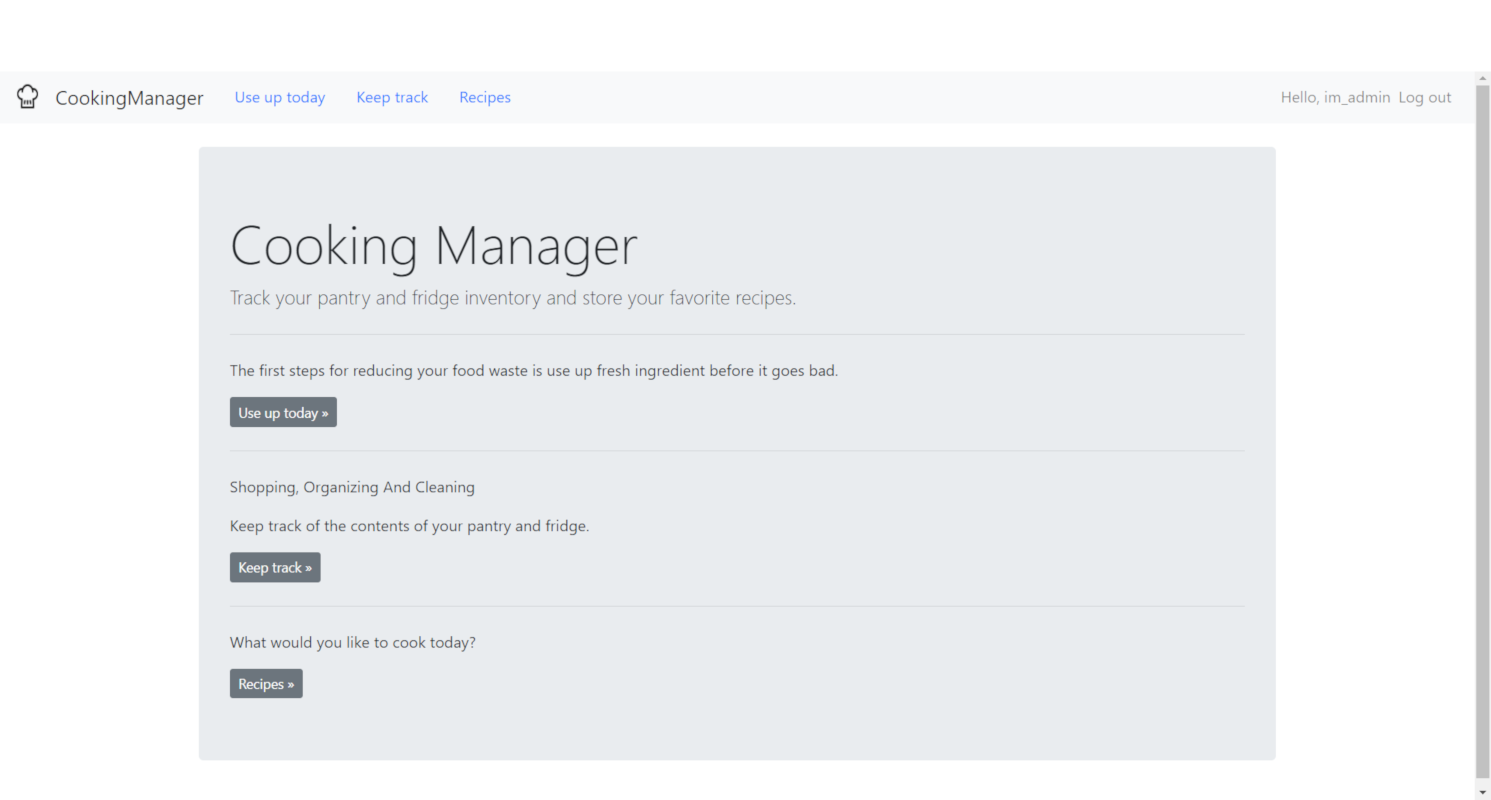 CookingManager Use up today Keep track Recipes Hello, im_admin Log out
Cooking Manager
Track your pantry and fridge inventory and store your favorite recipes.
The first steps for reducing your food waste is use up fresh ingredient before it goes bad.
Use up today »
Shopping, Organizing And Cleaning
Keep track of the contents of your pantry and fridge.
Keep track »
What would you like to cook today?
Recipes »